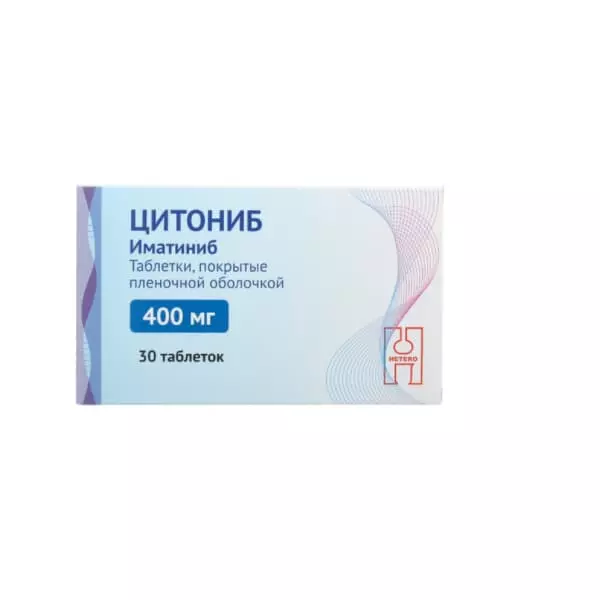 ЦИТОНИБ
Иматиниб
Таблетки, покрытые
пленочной оболочкой
400 мг
30 таблеток
HETERO